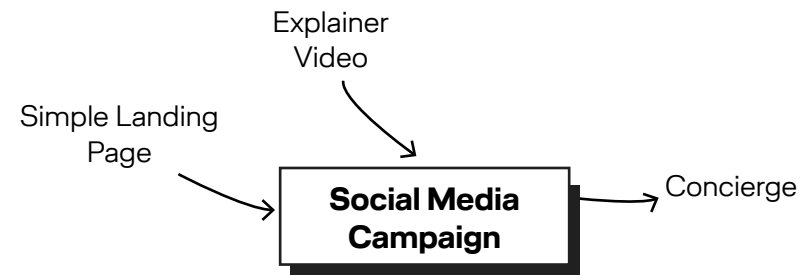 Explainer
Video
Simple Landing
Page
Social Media
Campaign
Concierge